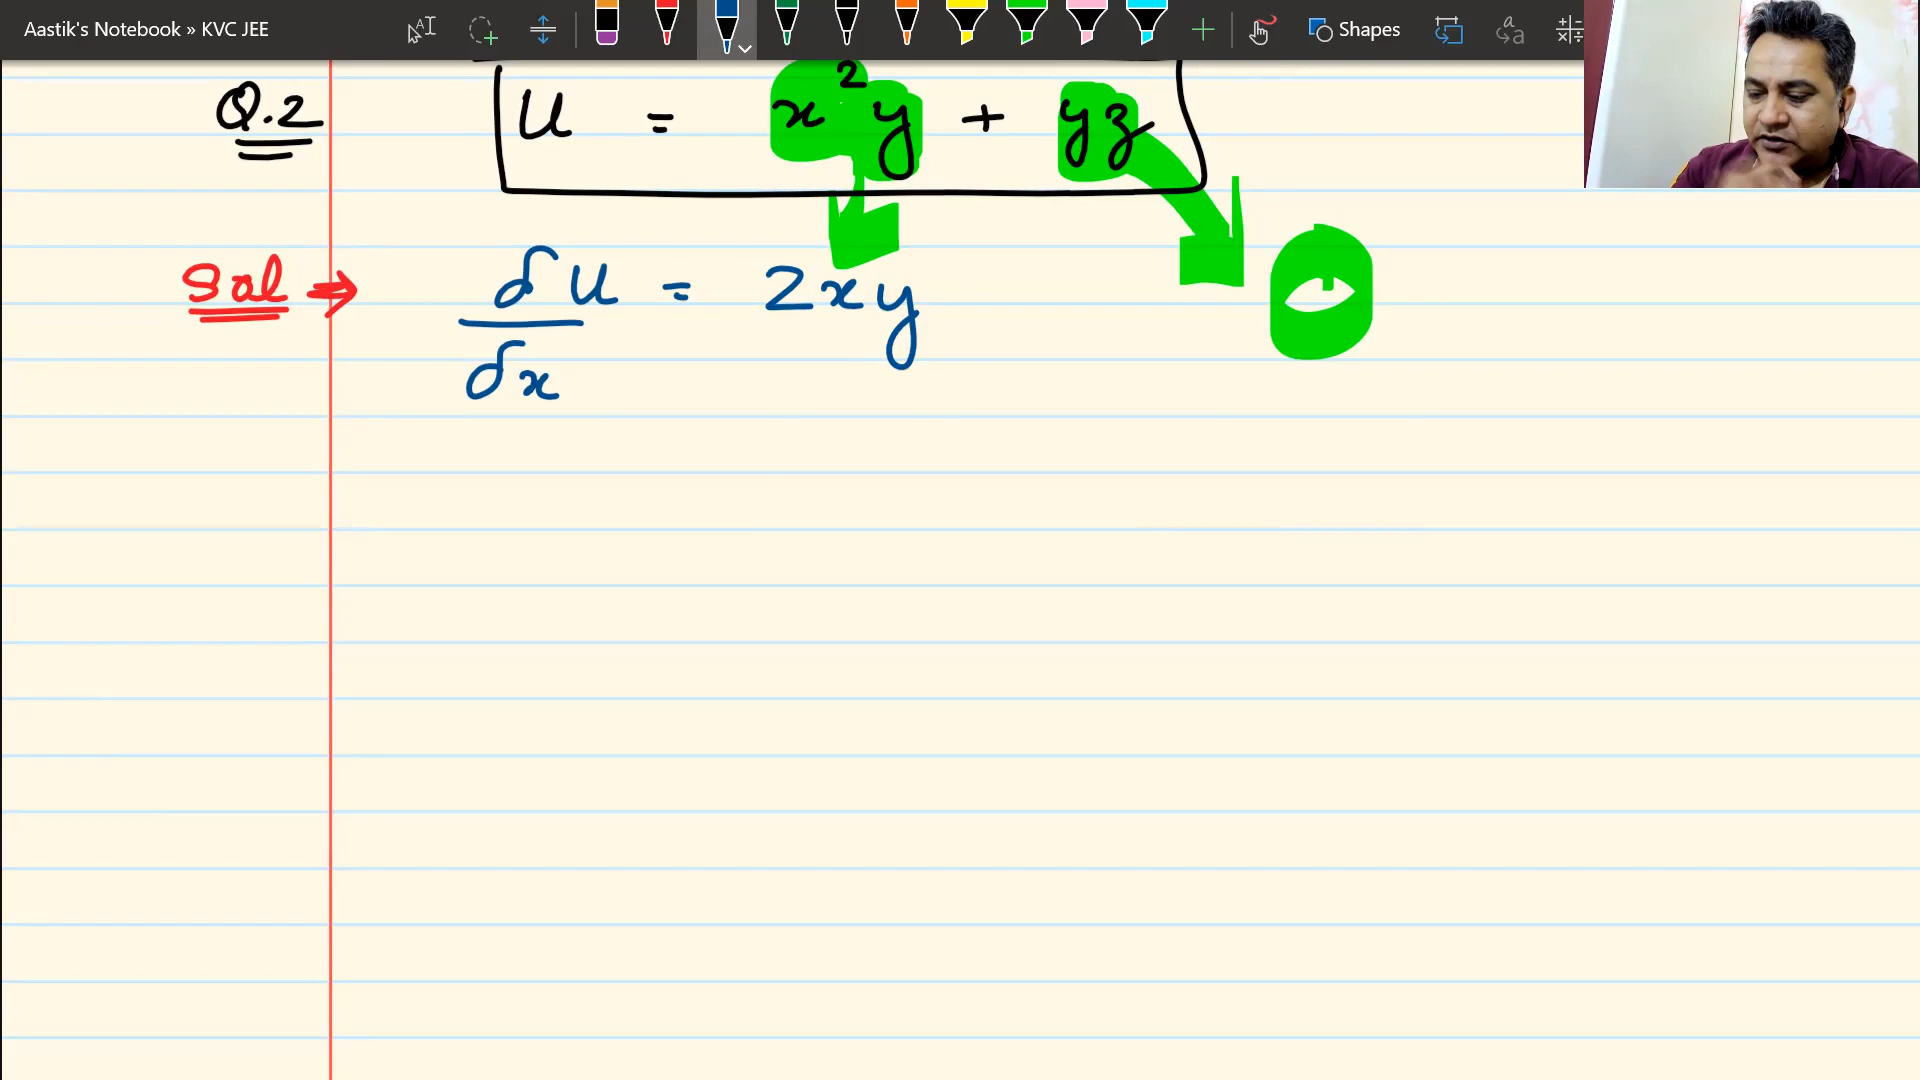 Aastik's Notebook » KVC JEE
Shapes
Q.2 U = x²y + yz
Sol ⇒ δU = 2xy
δx
0